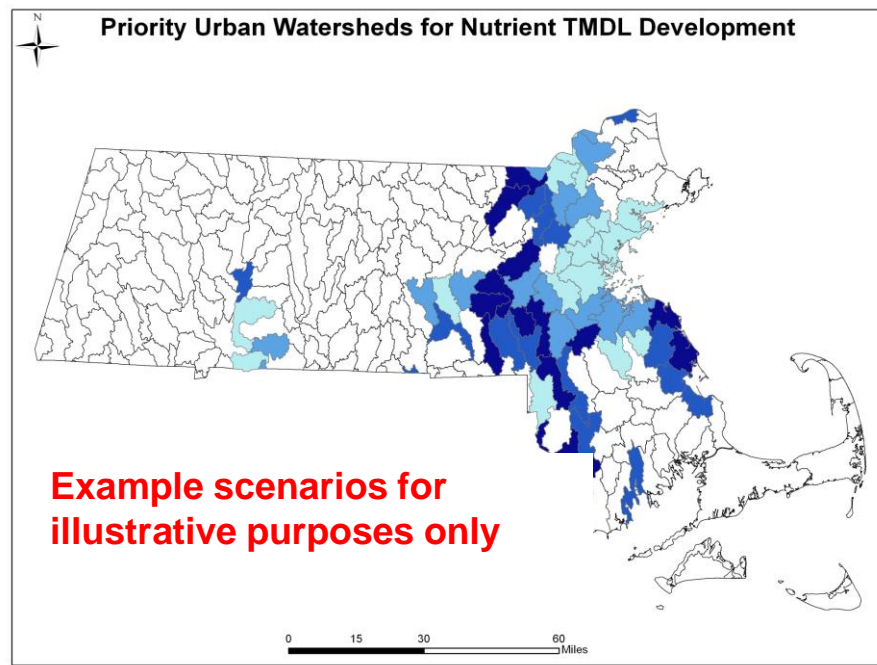 Priority Urban Watersheds for Nutrient TMDL Development
N
Example scenarios for
illustrative purposes only
0 15 30 60
Miles